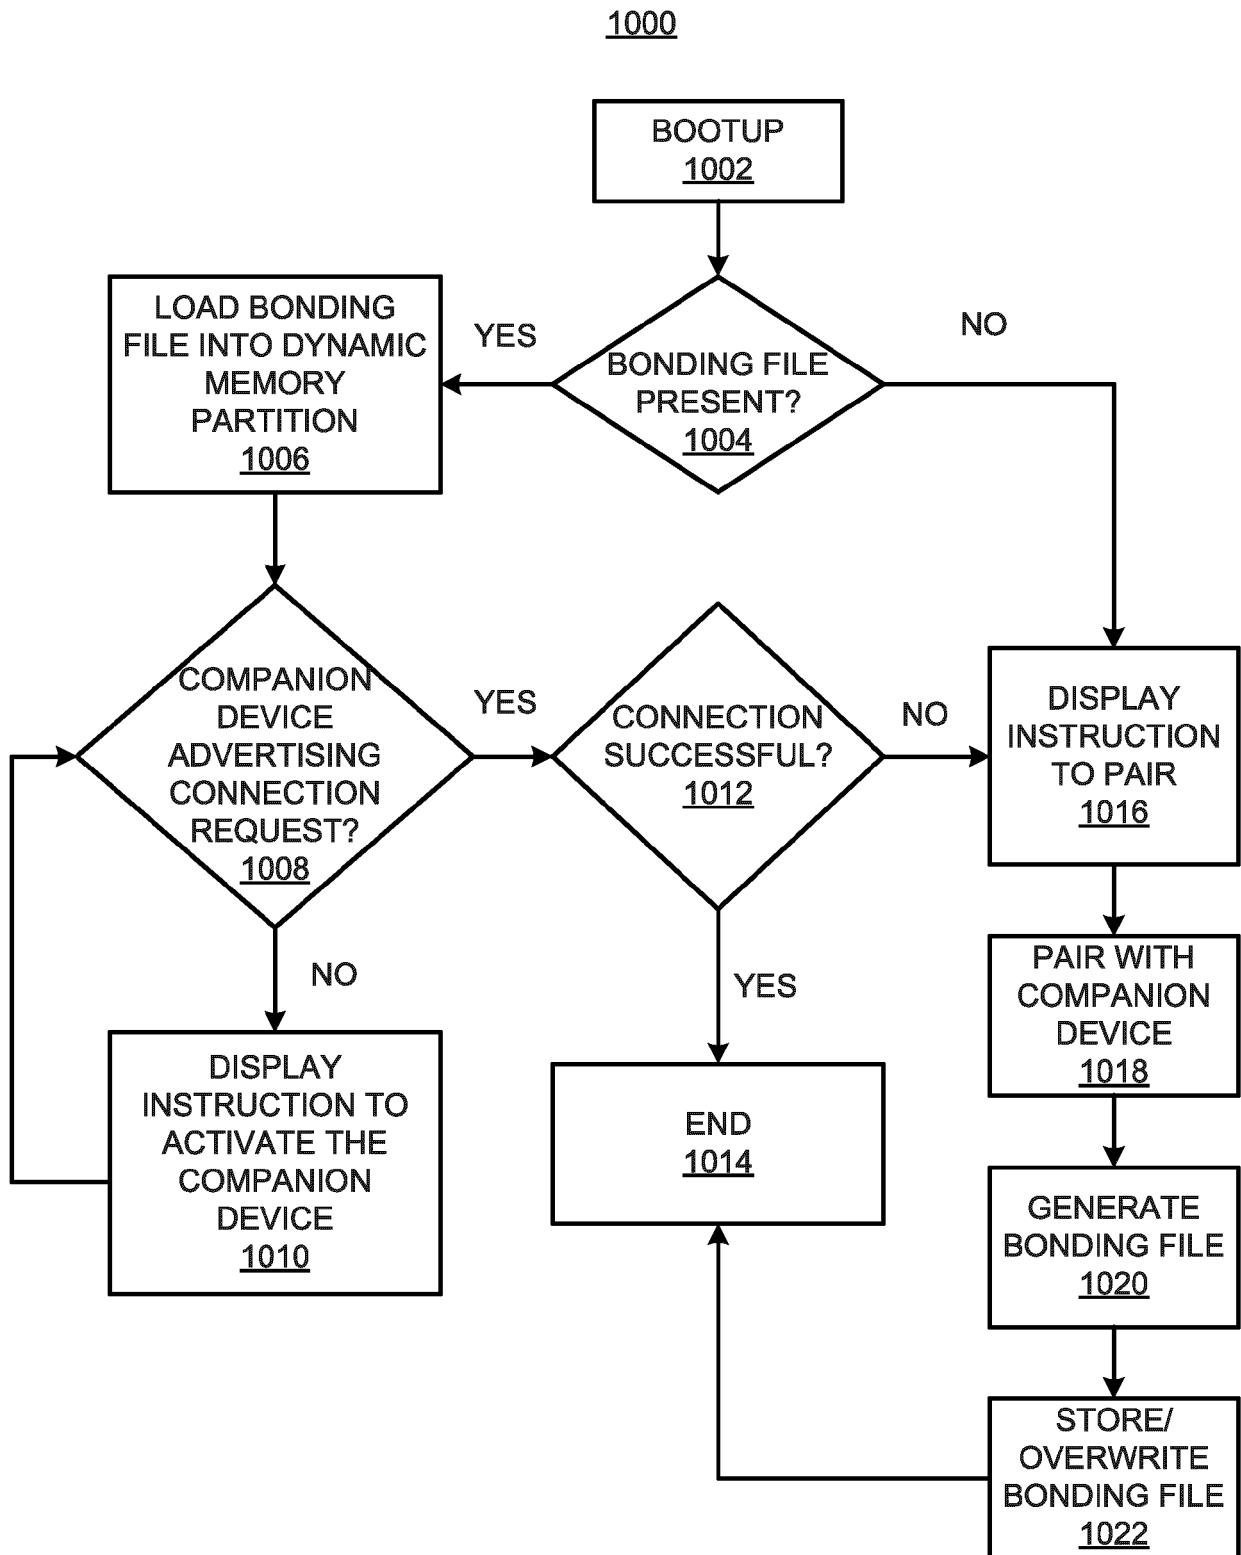 1000
BOOTUP
1002
BONDING FILE
PRESENT?
1004
YES
NO
LOAD BONDING
FILE INTO DYNAMIC
MEMORY
PARTITION
1006
COMPANION
DEVICE
ADVERTISING
CONNECTION
REQUEST?
1008
YES
NO
CONNECTION
SUCCESSFUL?
1012
NO
YES
DISPLAY
INSTRUCTION
TO PAIR
1016
PAIR WITH
COMPANION
DEVICE
1018
DISPLAY
INSTRUCTION TO
ACTIVATE THE
COMPANION
DEVICE
1010
END
1014
GENERATE
BONDING FILE
1020
STORE/
OVERWRITE
BONDING FILE
1022